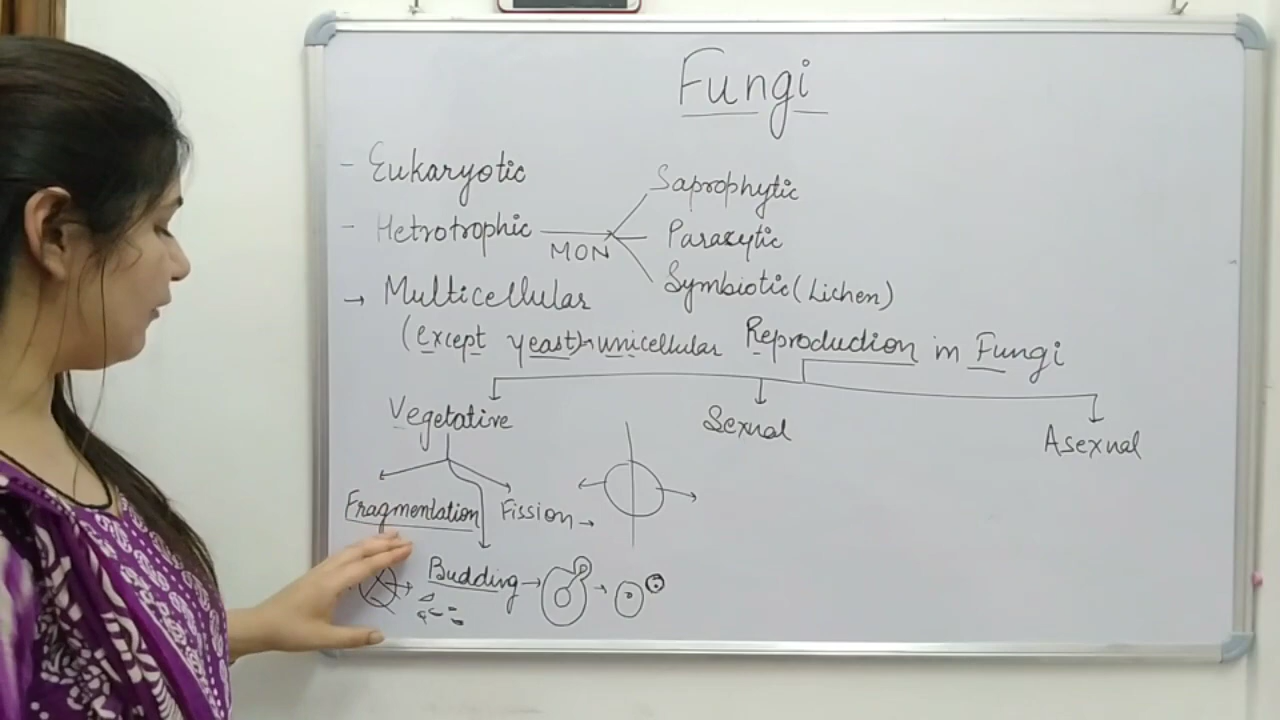 Fungi
- Eukaryotic
- Hetrotrophic
MON
Saprophytic
Parasytic
Symbiotic (Lichen)
→ Multicellular
(except yeast)→unicellular
Reproduction in Fungi
Vegetative
Sexual
Asexual
Fragmentation
Fission →
Budding →